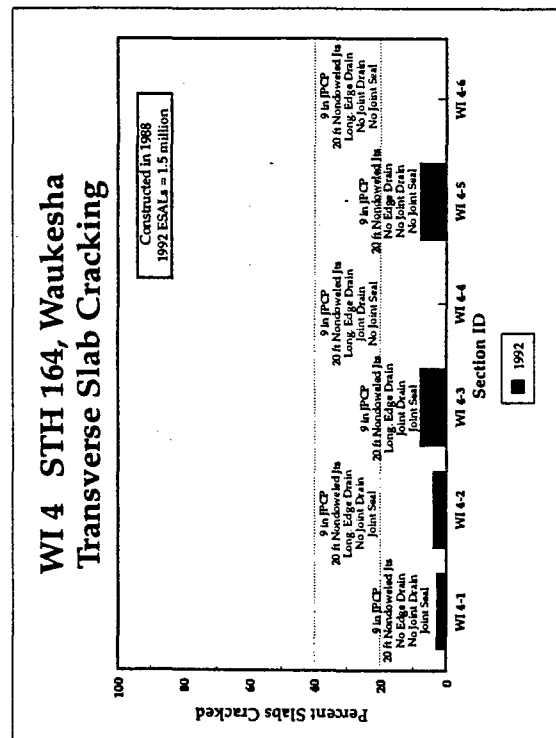 WI 4 STH 164, Waukesha
Transverse Slab Cracking
Constructed in 1988
1992 ESALs = 1.5 million
Percent Slabs Cracked
100
80
60
40
20
0
9 in JPCP
20 ft Nondoweled Jts
No Edge Drain
No Joint Drain
Joint Seal
9 in JPCP
20 ft Nondoweled Jts
Long. Edge Drain
No Joint Drain
Joint Seal
9 in JPCP
20 ft Nondoweled Jts
Long. Edge Drain
Joint Drain
Joint Seal
9 in JPCP
20 ft Nondoweled Jts
Long. Edge Drain
Joint Drain
No Joint Seal
9 in JPCP
20 ft Nondoweled Jts
No Edge Drain
No Joint Drain
No Joint Seal
9 in JPCP
20 ft Nondoweled Jts
Long. Edge Drain
No Joint Drain
No Joint Seal
WI 4-1
WI 4-2
WI 4-3
WI 4-4
WI 4-5
WI 4-6
Section ID
1992